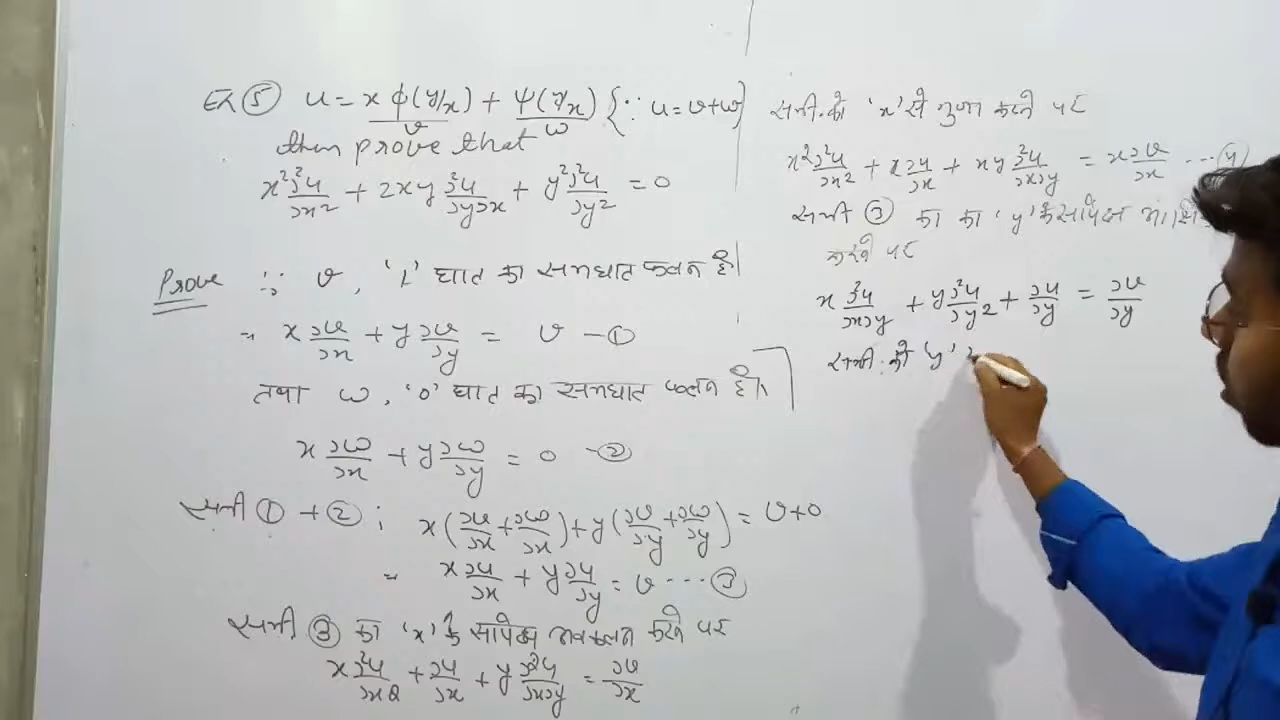 Ex ⑤ u = x ϕ(y/x) + ψ(y/x) {∵ u = v+w}
v w
then prove that
x² ∂²u/∂x² + 2xy ∂²u/∂y∂x + y² ∂²u/∂y² = 0
Prove ∵ v, '1' घात का समघात फलन है।
= x ∂v/∂x + y ∂v/∂y = v — ①
तथा w, '0' घात का समघात फलन है।
x ∂w/∂x + y ∂w/∂y = 0 — ②
समी ① + ② ; x(∂v/∂x + ∂w/∂x) + y(∂v/∂y + ∂w/∂y) = v+0
= x ∂u/∂x + y ∂u/∂y = v --- ③
समी ③ का 'x' के सापेक्ष अवकलन करने पर
x ∂²u/∂x² + ∂u/∂x + y ∂²u/∂x∂y = ∂v/∂x
समी. को 'x' से गुणा करने पर
x² ∂²u/∂x² + x ∂u/∂x + xy ∂²u/∂x∂y = x ∂v/∂x --- ④
समी ③ का का 'y' के सापेक्ष
करने पर
x ∂²u/∂x∂y + y ∂²u/∂y² + ∂u/∂y = ∂v/∂y
समी. को 'y'